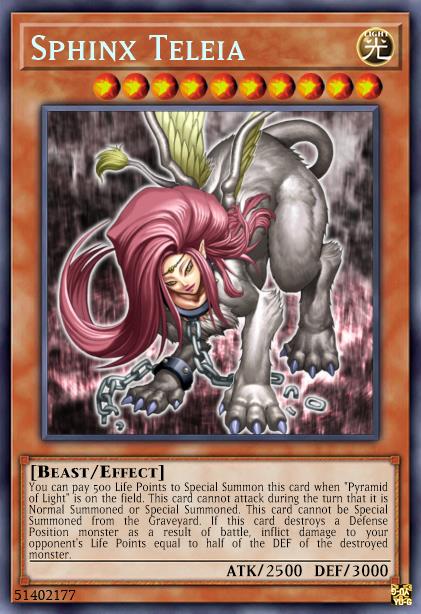 SPHINX TELEIA
LIGHT
光
[BEAST/EFFECT]
You can pay 500 Life Points to Special Summon this card when "Pyramid
of Light" is on the field. This card cannot attack during the turn that it is
Normal Summoned or Special Summoned. This card cannot be Special
Summoned from the Graveyard. If this card destroys a Defense
Position monster as a result of battle, inflict damage to your
opponent's Life Points equal to half of the DEF of the destroyed
monster.
ATK/2500 DEF/3000
51402177